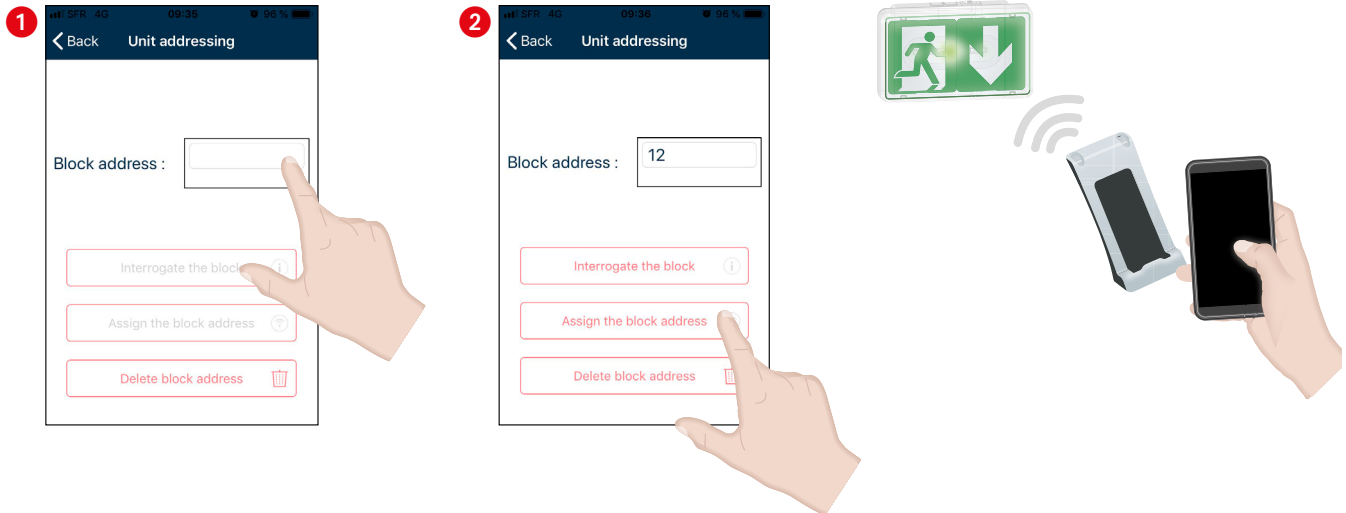 1
SFR 4G 09:36 96 %
Back Unit addressing
Block address :
Interrogate the block
Assign the block address
Delete block address
2
SFR 4G 09:36 96 %
Back Unit addressing
Block address : 12
Interrogate the block
Assign the block address
Delete block address